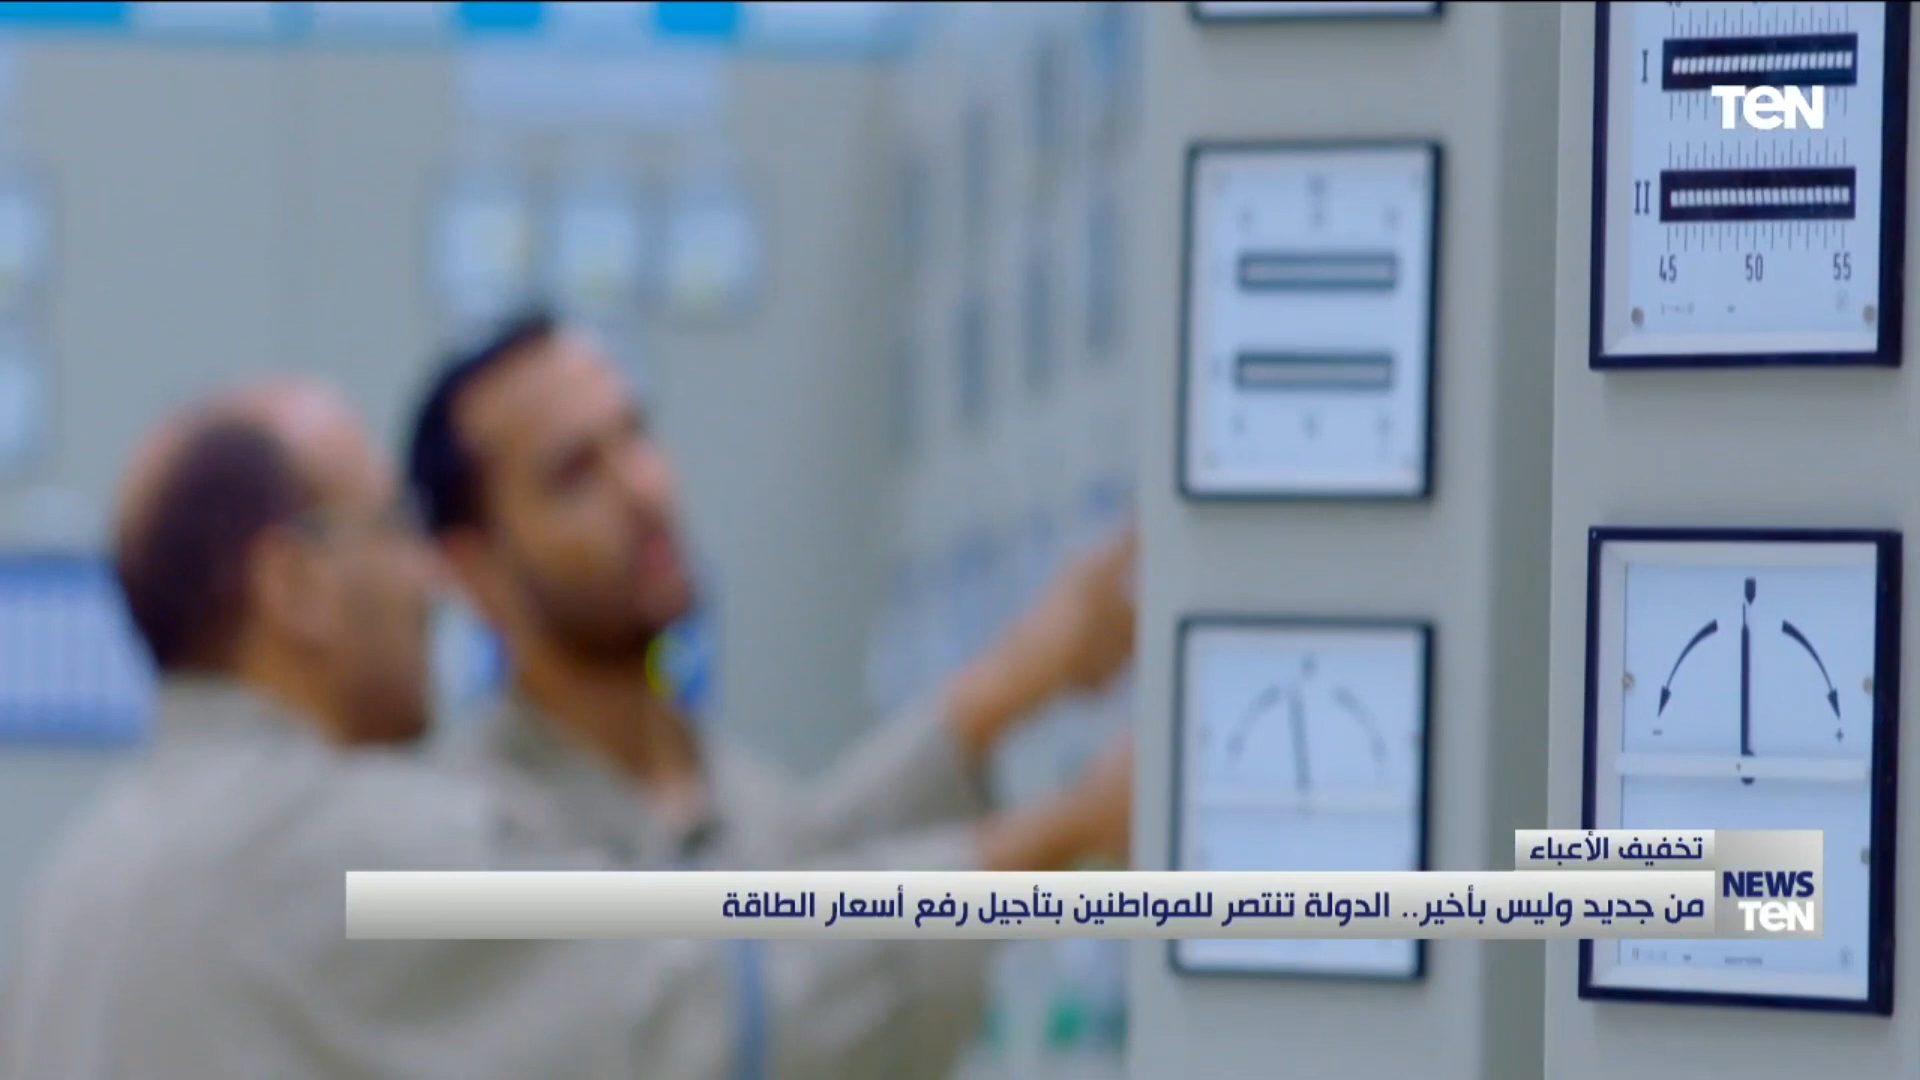 I
TEN
II
45 50 55
- +
تخفيف الأعباء
من جديد وليس بأخير.. الدولة تنتصر للمواطنين بتأجيل رفع أسعار الطاقة
NEWS
TEN